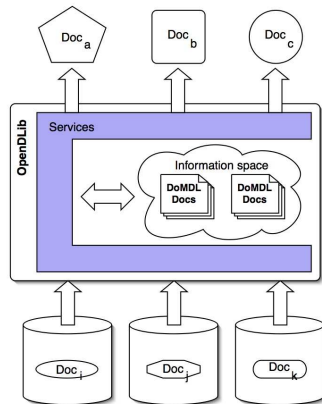 Doc a
Doc b
Doc c
OpenDLib
Services
Information space
DoMDL
Docs
DoMDL
Docs
Doc i
Doc j
Doc k